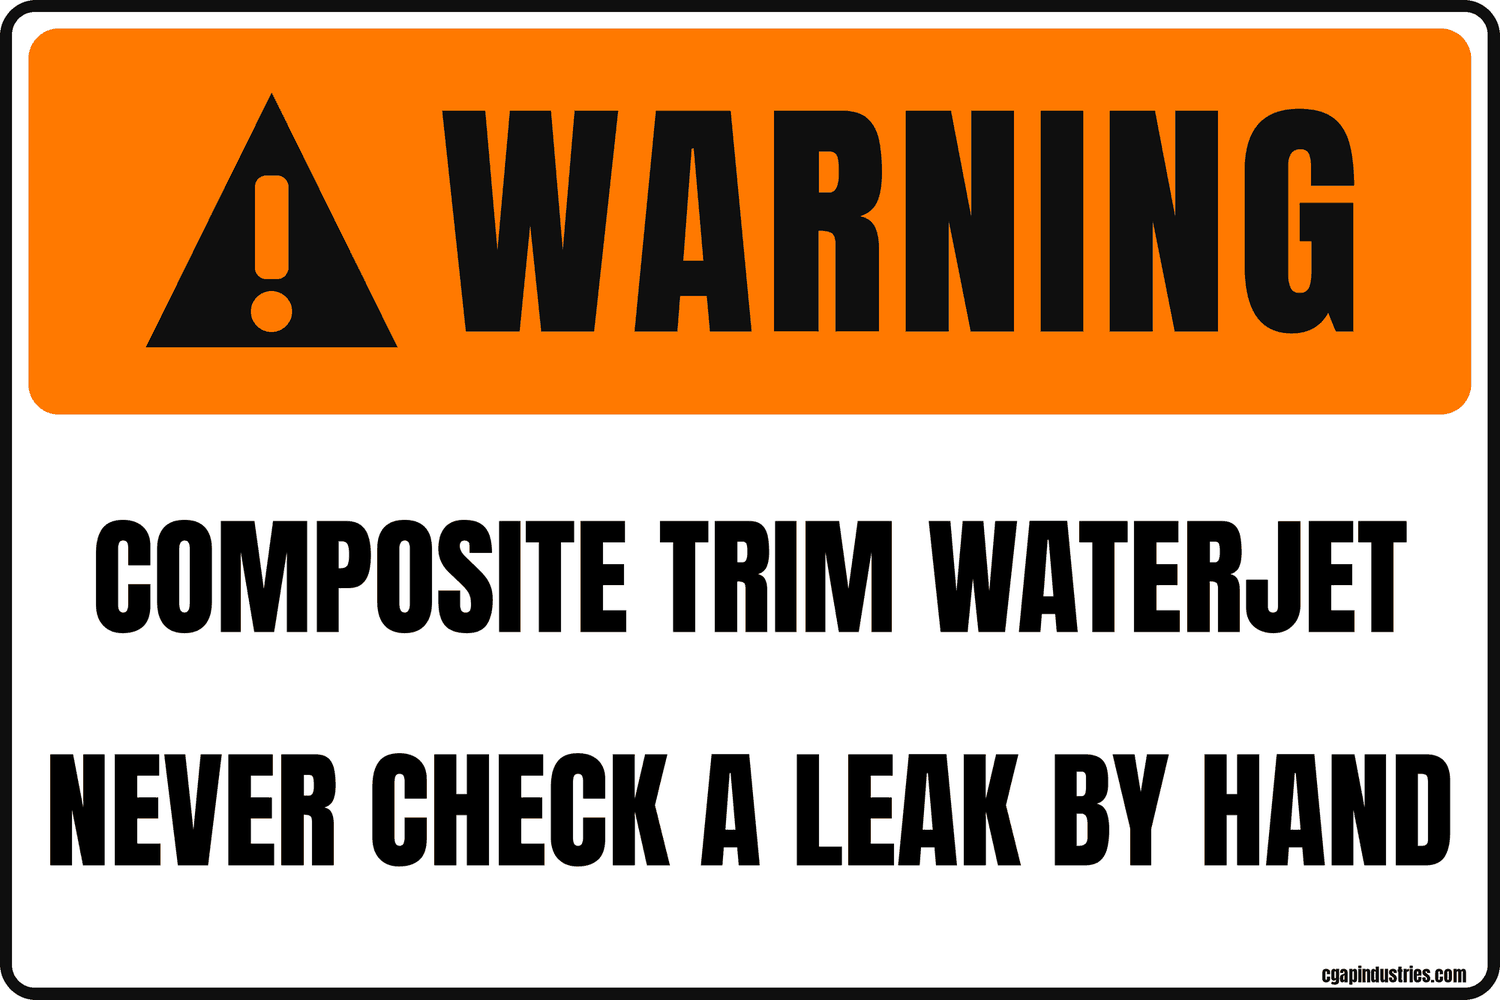 WARNING
COMPOSITE TRIM WATERJET
NEVER CHECK A LEAK BY HAND
cgapindustries.com